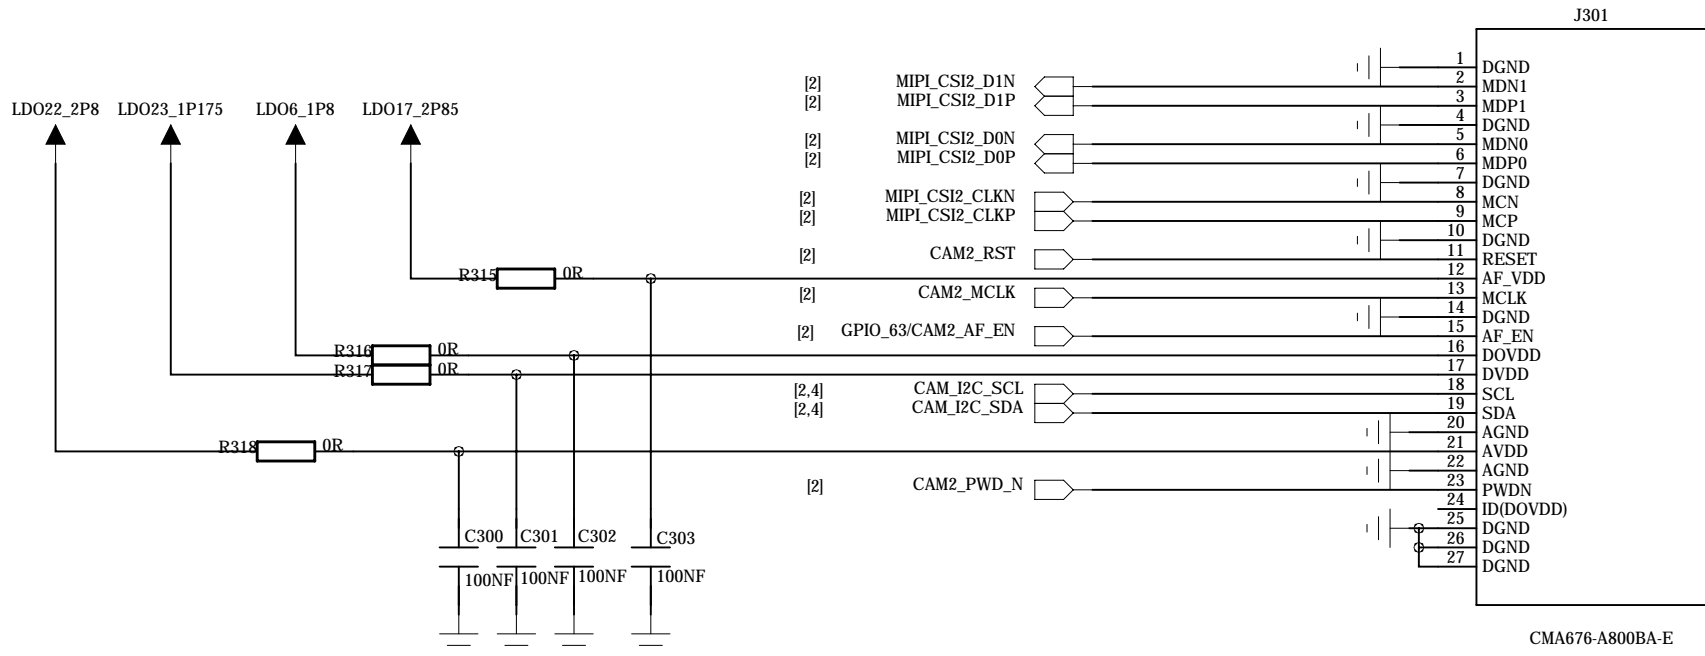 J301
LDO22_2P8 LDO23_1P175 LDO6_1P8 LDO17_2P85
1 DGND
[2] MIPI_CSI2_D1N 2 MDN1
[2] MIPI_CSI2_D1P 3 MDP1
4 DGND
[2] MIPI_CSI2_D0N 5 MDN0
[2] MIPI_CSI2_D0P 6 MDP0
7 DGND
[2] MIPI_CSI2_CLKN 8 MCN
[2] MIPI_CSI2_CLKP 9 MCP
10 DGND
[2] CAM2_RST 11 RESET
R315 0R 12 AF_VDD
[2] CAM2_MCLK 13 MCLK
14 DGND
[2] GPIO_63/CAM2_AF_EN 15 AF_EN
R316 0R 16 DOVDD
R317 0R 17 DVDD
[2,4] CAM_I2C_SCL 18 SCL
[2,4] CAM_I2C_SDA 19 SDA
20 AGND
R318 0R 21 AVDD
22 AGND
[2] CAM2_PWD_N 23 PWDN
24 ID(DOVDD)
25 DGND
26 DGND
27 DGND
C300 C301 C302 C303
100NF 100NF 100NF 100NF
CMA676-A800BA-E